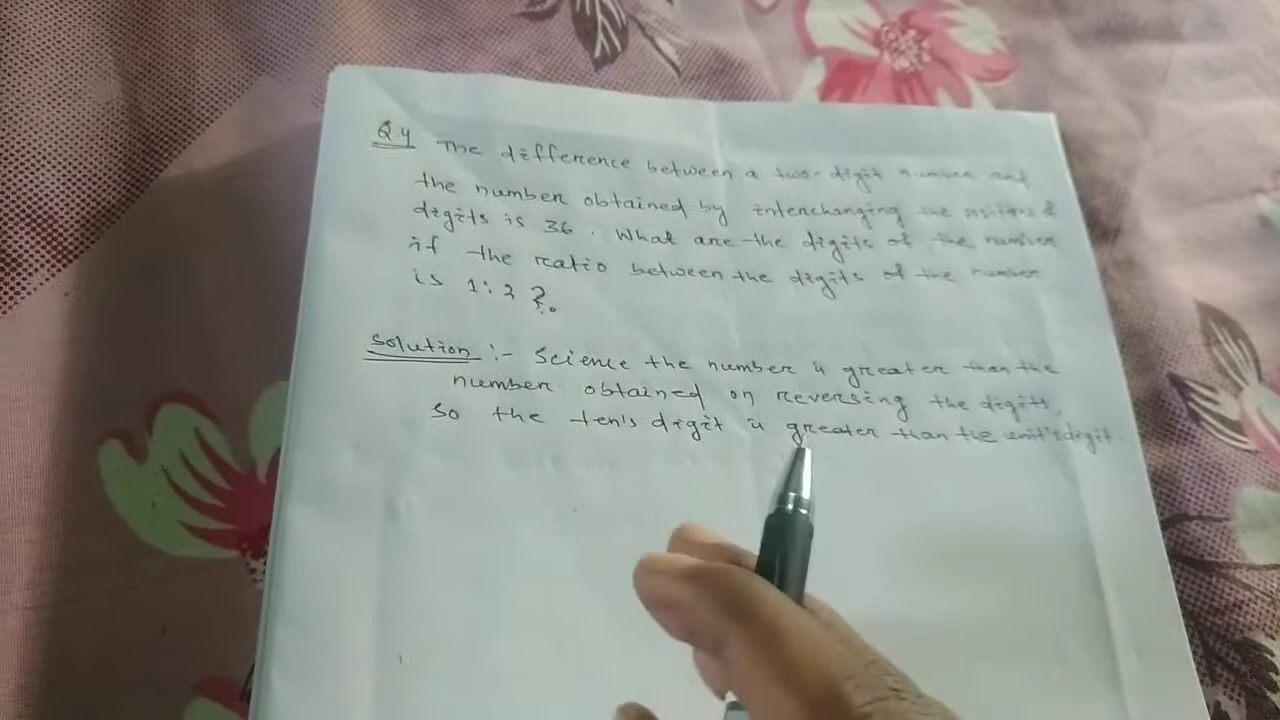 Q.4 The difference between a two-digit number and
the number obtained by interchanging the positions of
digits is 36. What are the digits of the number
if the ratio between the digits of the number
is 1:2 ?.
Solution :- Science the number is greater than the
number obtained on reversing the digits,
so the ten's digit is greater than the unit's digit